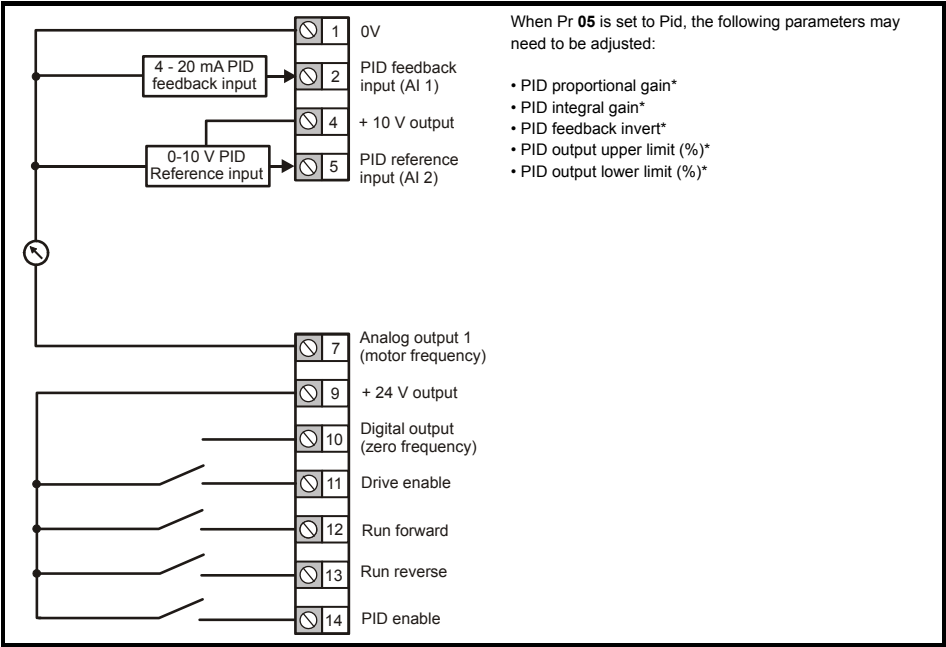 1 0V
4 - 20 mA PID
feedback input
2 PID feedback
input (AI 1)
4 + 10 V output
0-10 V PID
Reference input
5 PID reference
input (AI 2)
7 Analog output 1
(motor frequency)
9 + 24 V output
10 Digital output
(zero frequency)
11 Drive enable
12 Run forward
13 Run reverse
14 PID enable
When Pr 05 is set to Pid, the following parameters may
need to be adjusted:
• PID proportional gain*
• PID integral gain*
• PID feedback invert*
• PID output upper limit (%)*
• PID output lower limit (%)*